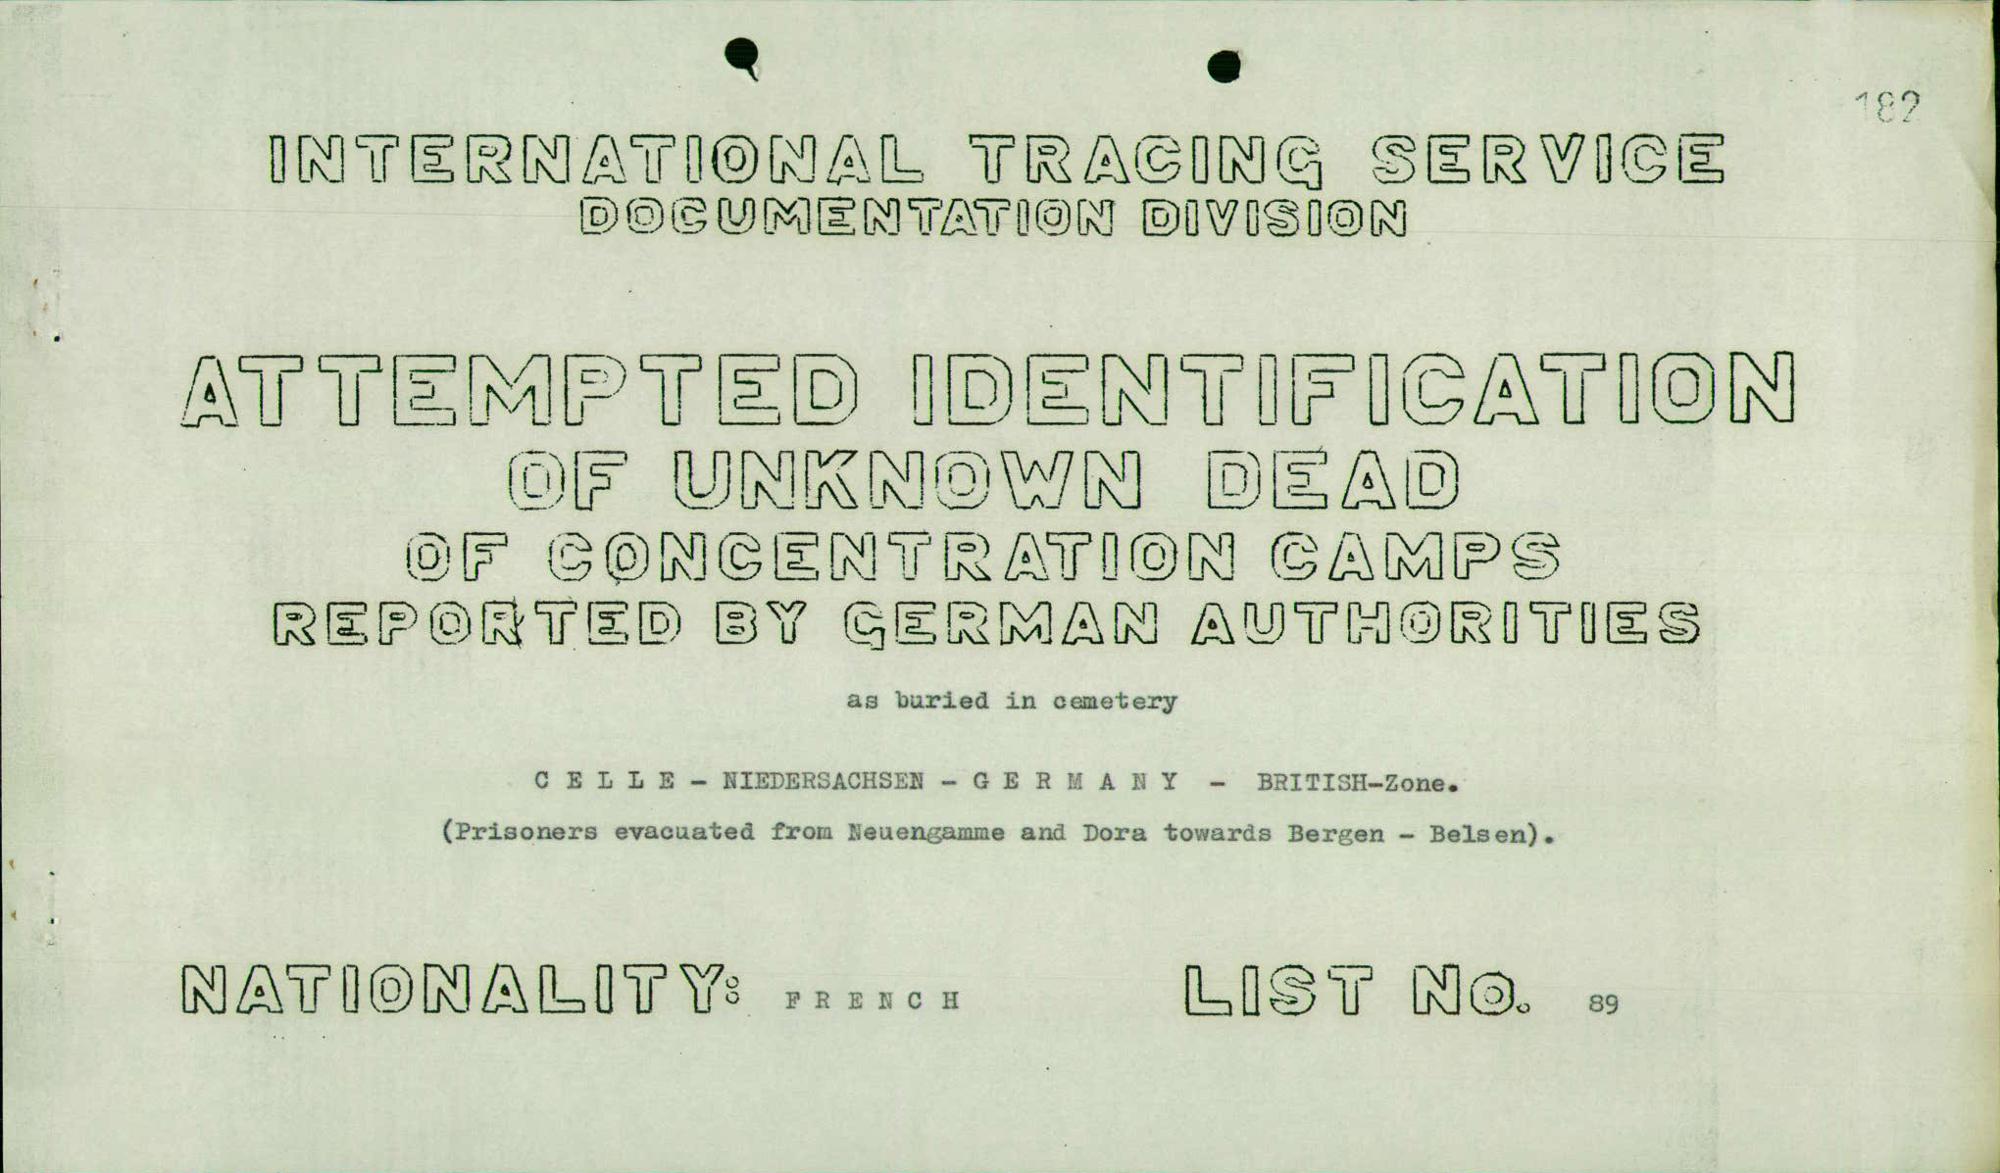 182
INTERNATIONAL TRACING SERVICE
DOCUMENTATION DIVISION
ATTEMPTED IDENTIFICATION
OF UNKNOWN DEAD
OF CONCENTRATION CAMPS
REPORTED BY GERMAN AUTHORITIES
as buried in cemetery
C E L L E - NIEDERSACHSEN - G E R M A N Y - BRITISH-Zone.
(Prisoners evacuated from Neuengamme and Dora towards Bergen - Belsen).
NATIONALITY: F R E N C H LIST No. 89